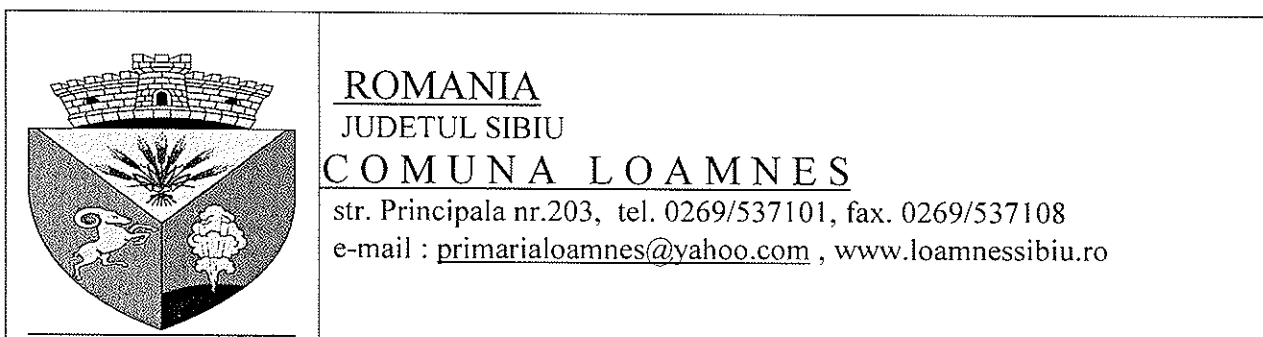 ROMANIA
JUDETUL SIBIU
COMUNA LOAMNES
str. Principala nr.203, tel. 0269/537101, fax. 0269/537108
e-mail : primarialoamnes@yahoo.com , www.loamnessibiu.ro